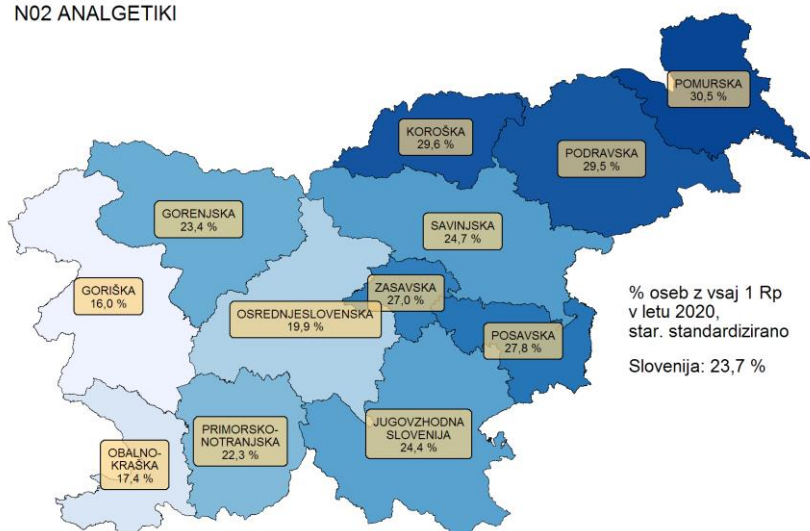 N02 ANALGETIKI
POMURSKA
30,5 %
KOROŠKA
29,6 %
PODRAVSKA
29,5 %
GORENJSKA
23,4 %
SAVINJSKA
24,7 %
GORIŠKA
16,0 %
ZASAVSKA
27,0 %
OSREDNJESLOVENSKA
19,9 %
POSAVSKA
27,8 %
% oseb z vsaj 1 Rp
v letu 2020,
star. standardizirano
Slovenija: 23,7 %
PRIMORSKO-
NOTRANJSKA
22,3 %
JUGOVZHODNA
SLOVENIJA
24,4 %
OBALNO-
KRAŠKA
17,4 %